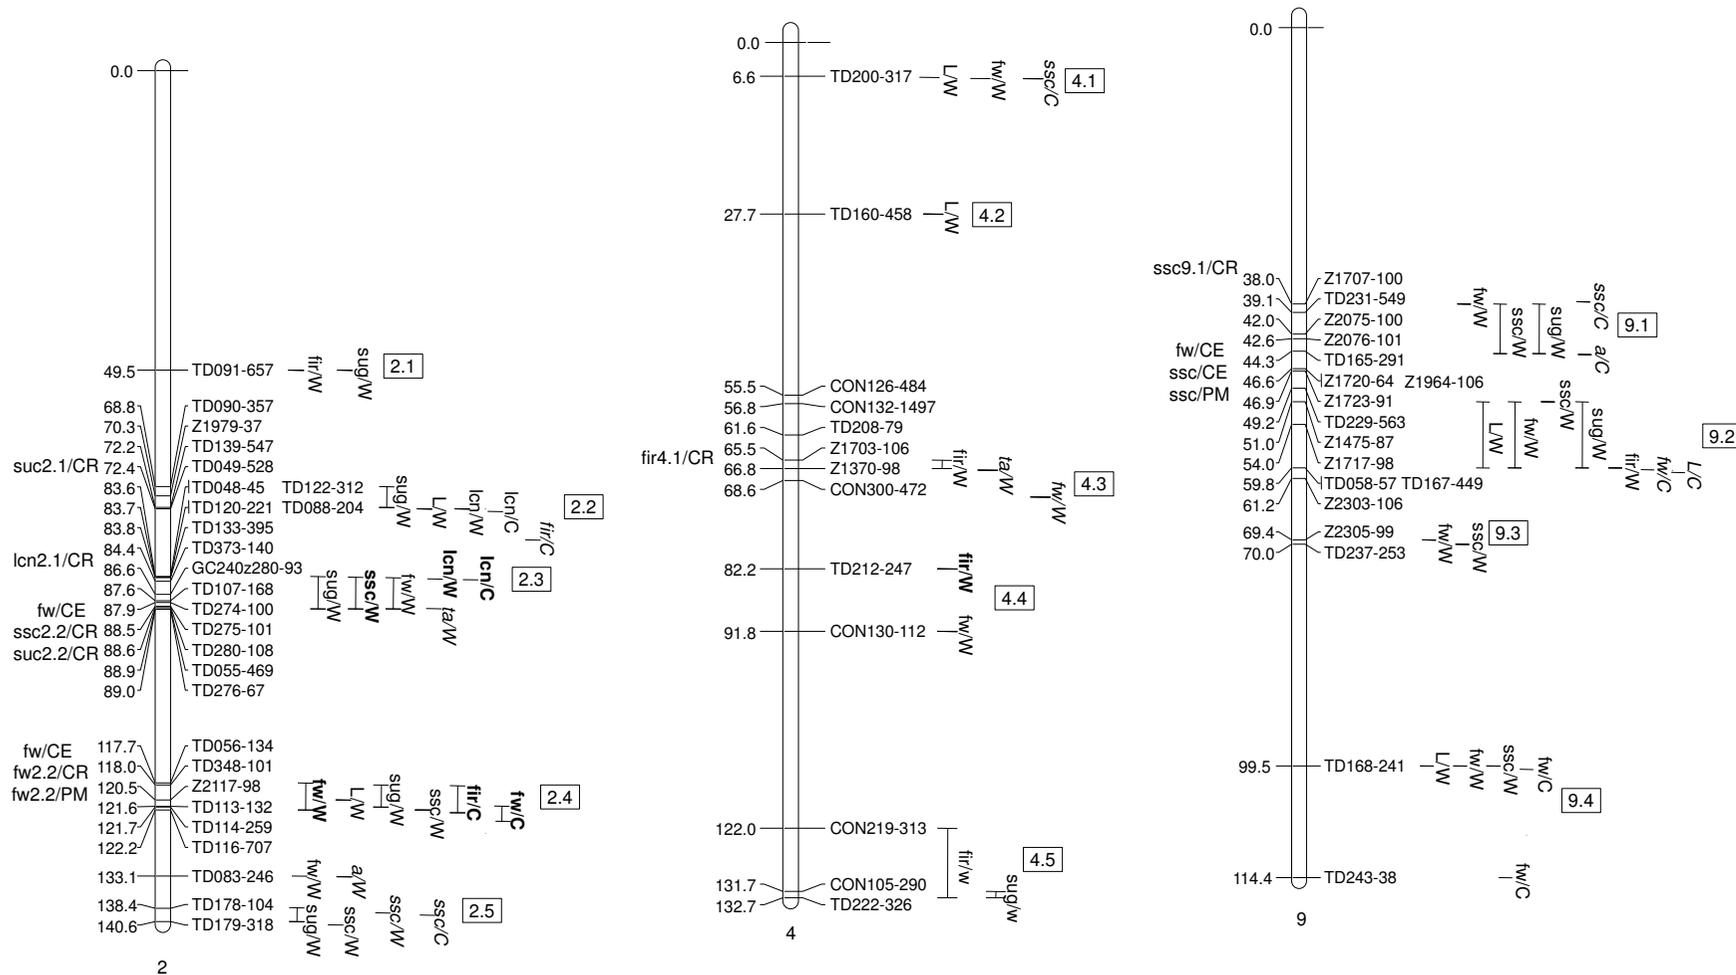 0.0
49.5 TD091-657 fir/W sug/W 2.1
68.8 TD090-357
70.3 Z1979-37
72.2 TD139-547
suc2.1/CR 72.4 TD049-528
83.6 TD048-45 TD122-312 sug/W L/W lcn/W lcn/C fir/C 2.2
83.7 TD120-221 TD088-204
83.8 TD133-395
84.4 TD373-140
lcn2.1/CR 86.6 GC240z280-93 sug/W ssc/W fw/W lcn/W lcn/C ta/W 2.3
87.6 TD107-168
fw/CE 87.9 TD274-100
ssc2.2/CR 88.5 TD275-101
suc2.2/CR 88.6 TD280-108
88.9 TD055-469
89.0 TD276-67
fw/CE 117.7 TD056-134
fw2.2/CR 118.0 TD348-101
fw2.2/PM 120.5 Z2117-98 fw/W L/W sug/W ssc/W fir/C fw/C 2.4
121.6 TD113-132
121.7 TD114-259
122.2 TD116-707
133.1 TD083-246 fw/W a/W
138.4 TD178-104 sug/W ssc/W ssc/W ssc/C 2.5
140.6 TD179-318
2
0.0
6.6 TD200-317 L/W fw/W ssc/C 4.1
27.7 TD160-458 L/W 4.2
55.5 CON126-484
56.8 CON132-1497
61.6 TD208-79
65.5 Z1703-106
fir4.1/CR 66.8 Z1370-98 fir/W ta/W fw/W 4.3
68.6 CON300-472
82.2 TD212-247 fir/W
4.4
91.8 CON130-112 fw/W
122.0 CON219-313
fir/w sug/w 4.5
131.7 CON105-290
132.7 TD222-326
4
0.0
ssc9.1/CR 38.0 Z1707-100
39.1 TD231-549 fw/W ssc/W sug/W ssc/C a/C 9.1
42.0 Z2075-100
42.6 Z2076-101
fw/CE 44.3 TD165-291
ssc/CE 46.6 Z1720-64 Z1964-106
ssc/PM 46.9 Z1723-91
49.2 TD229-563 L/W fw/W ssc/W sug/W fir/W fw/C L/C 9.2
51.0 Z1475-87
54.0 Z1717-98
59.8 TD058-57 TD167-449
61.2 Z2303-106
69.4 Z2305-99 fw/W ssc/W 9.3
70.0 TD237-253
99.5 TD168-241 L/W fw/W ssc/W fw/C
9.4
114.4 TD243-38 fw/C
9